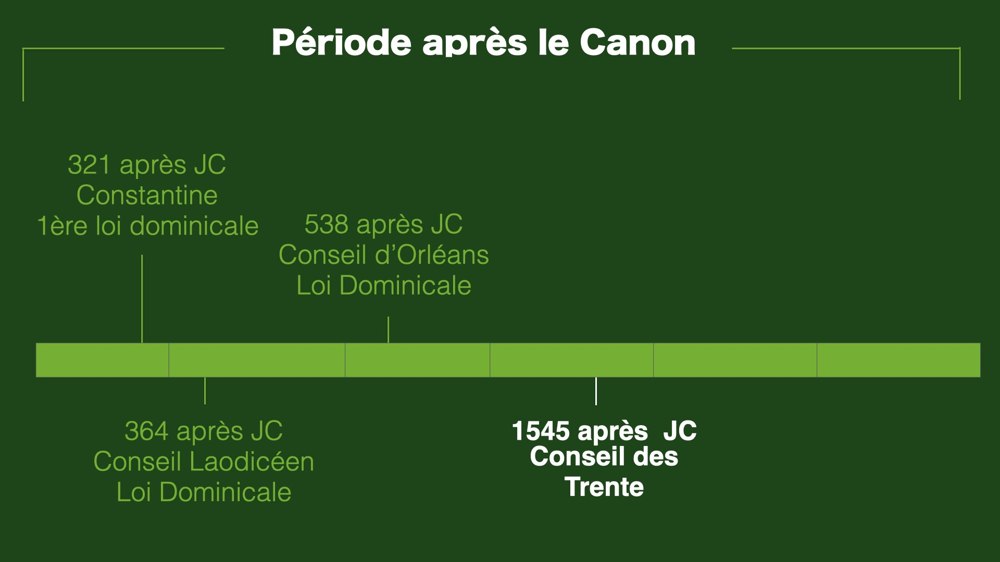 Période après le Canon
321 après JC
Constantine
1ère loi dominicale
538 après JC
Conseil d’Orléans
Loi Dominicale
364 après JC
Conseil Laodicéen
Loi Dominicale
1545 après  JC
Conseil des
Trente